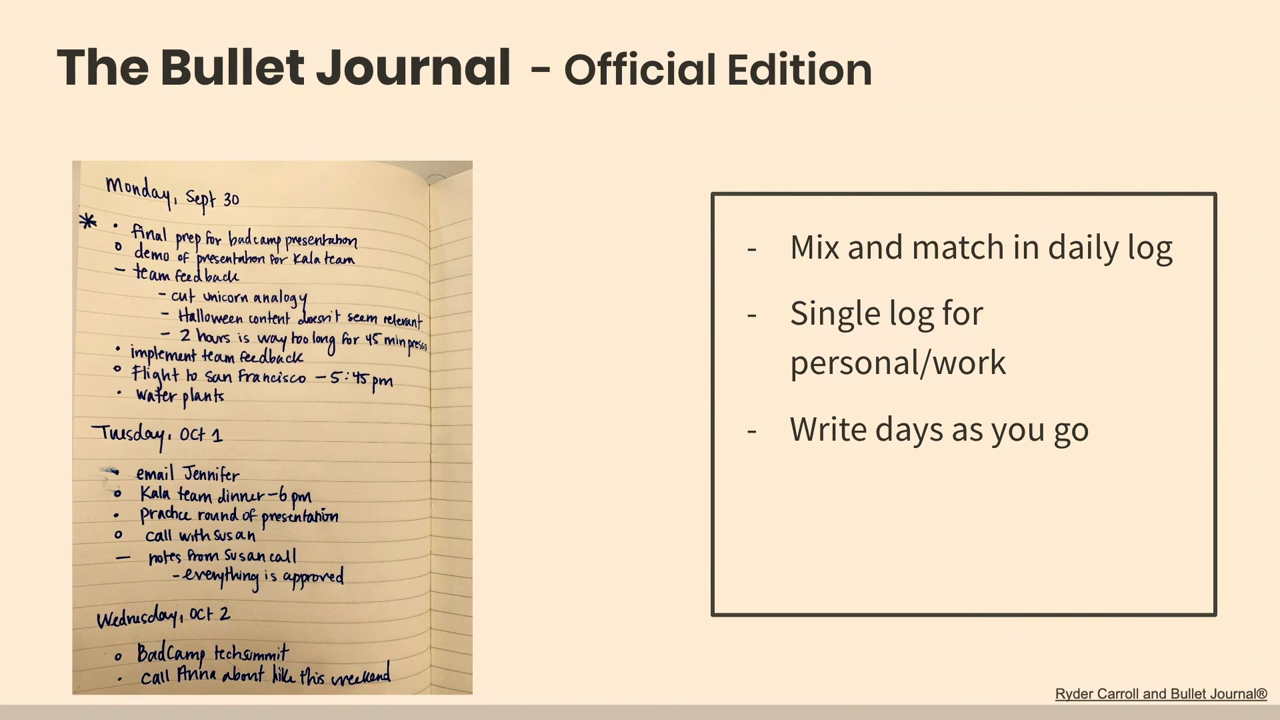 The Bullet Journal - Official Edition
Monday, Sept 30
* • final prep for badcamp presentation
o demo of presentation for Kala team
- team feedback
- cut unicorn analogy
- Halloween content doesn't seem relevant
- 2 hours is way too long for 45 min
• implement team feedback
o Flight to San Francisco - 5:45 pm
• water plants
Tuesday, Oct 1
• email Jennifer
o Kala team dinner - 6 pm
• practice round of presentation
o call with Susan
- notes from Susan call
- everything is approved
Wednesday, Oct 2
o BadCamp techsummit
• call Anna about hike this weekend
- Mix and match in daily log
- Single log for
personal/work
- Write days as you go
Ryder Carroll and Bullet Journal®